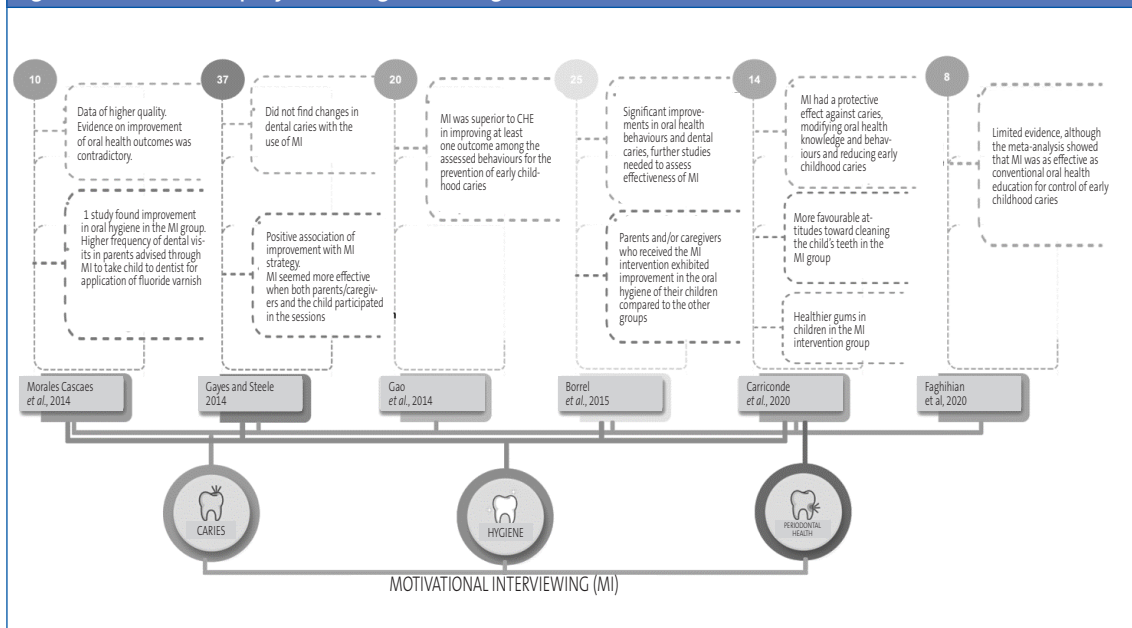 10
Data of higher quality.
Evidence on improvement
of oral health outcomes was
contradictory.
1 study found improvement
in oral hygiene in the MI group.
Higher frequency of dental vis-
its in parents advised through
MI to take child to dentist for
application of fluoride varnish
Morales Cascaes
et al., 2014
37
Did not find changes in
dental caries with the
use of MI
Positive association of
improvement with MI
strategy.
MI seemed more effective
when both parents/caregiv-
ers and the child participated
in the sessions
Gayes and Steele
2014
20
MI was superior to CHE
in improving at least
one outcome among the
assessed behaviours for the
prevention of early child-
hood caries
Gao
et al., 2014
25
Significant improve-
ments in oral health
behaviours and dental
caries, further studies
needed to assess
effectiveness of MI
Parents and/or caregivers
who received the MI
intervention exhibited
improvement in the oral
hygiene of their children
compared to the other
groups
Borrel
et al., 2015
14
MI had a protective
effect against caries,
modifying oral health
knowledge and behav-
iours and reducing early
childhood caries
More favourable at-
titudes toward cleaning
the child's teeth in the
MI group
Healthier gums in
children in the MI
intervention group
Carriconde
et al., 2020
8
Limited evidence, although
the meta-analysis showed
that MI was as effective as
conventional oral health
education for control of early
childhood caries
Faghihian
et al, 2020
CARIES
HYGIENE
PERIODONTAL
HEALTH
MOTIVATIONAL INTERVIEWING (MI)